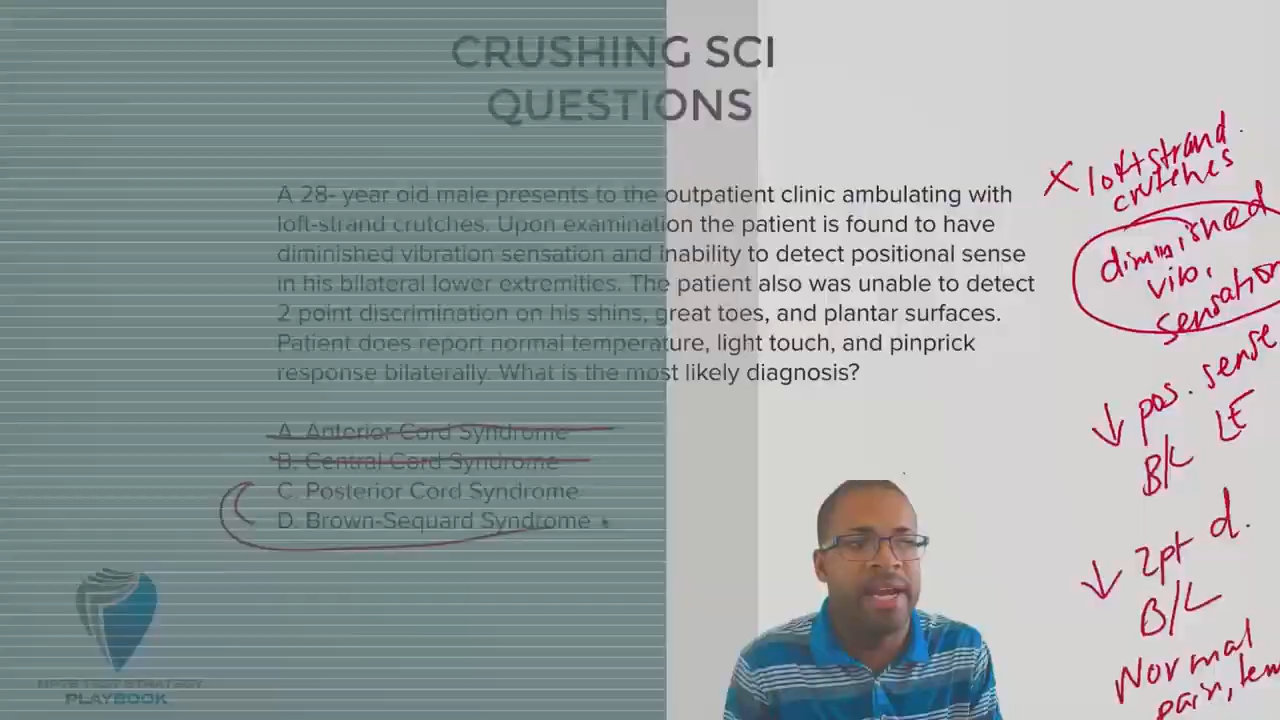 CRUSHING SCI
QUESTIONS
A 28- year old male presents to the outpatient clinic ambulating with
loft-strand crutches. Upon examination the patient is found to have
diminished vibration sensation and inability to detect positional sense
in his bilateral lower extremities. The patient also was unable to detect
2 point discrimination on his shins, great toes, and plantar surfaces.
Patient does report normal temperature, light touch, and pinprick
response bilaterally. What is the most likely diagnosis?
A. Anterior Cord Syndrome
B. Central Cord Syndrome
C. Posterior Cord Syndrome
D. Brown-Sequard Syndrome
X loftstrand
crutches
diminished
vib.
sensation
↓ pos. sense
B/L LE
↓ 2pt d.
B/L
Normal
pain, tem
NPTE TEST STRATEGY
PLAYBOOK